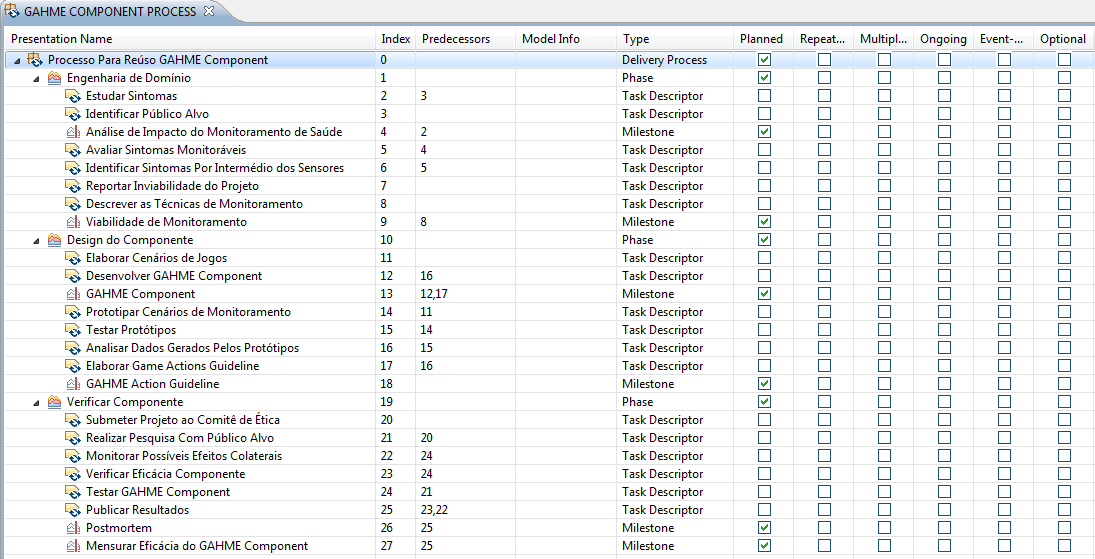 GAHME COMPONENT PROCESS
Presentation Name Index Predecessors Model Info Type Planned Repeat... Multipl... Ongoing Event-... Optional
Processo Para Reúso GAHME Component 0 Delivery Process
Engenharia de Domínio 1 Phase
Estudar Sintomas 2 3 Task Descriptor
Identificar Público Alvo 3 Task Descriptor
Análise de Impacto do Monitoramento de Saúde 4 2 Milestone
Avaliar Sintomas Monitoráveis 5 4 Task Descriptor
Identificar Sintomas Por Intermédio dos Sensores 6 5 Task Descriptor
Reportar Inviabilidade do Projeto 7 Task Descriptor
Descrever as Técnicas de Monitoramento 8 Task Descriptor
Viabilidade de Monitoramento 9 8 Milestone
Design do Componente 10 Phase
Elaborar Cenários de Jogos 11 Task Descriptor
Desenvolver GAHME Component 12 16 Task Descriptor
GAHME Component 13 12,17 Milestone
Prototipar Cenários de Monitoramento 14 11 Task Descriptor
Testar Protótipos 15 14 Task Descriptor
Analisar Dados Gerados Pelos Protótipos 16 15 Task Descriptor
Elaborar Game Actions Guideline 17 16 Task Descriptor
GAHME Action Guideline 18 Milestone
Verificar Componente 19 Phase
Submeter Projeto ao Comitê de Ética 20 Task Descriptor
Realizar Pesquisa Com Público Alvo 21 20 Task Descriptor
Monitorar Possíveis Efeitos Colaterais 22 24 Task Descriptor
Verificar Eficácia Componente 23 24 Task Descriptor
Testar GAHME Component 24 21 Task Descriptor
Publicar Resultados 25 23,22 Task Descriptor
Postmortem 26 25 Milestone
Mensurar Eficácia do GAHME Component 27 25 Milestone